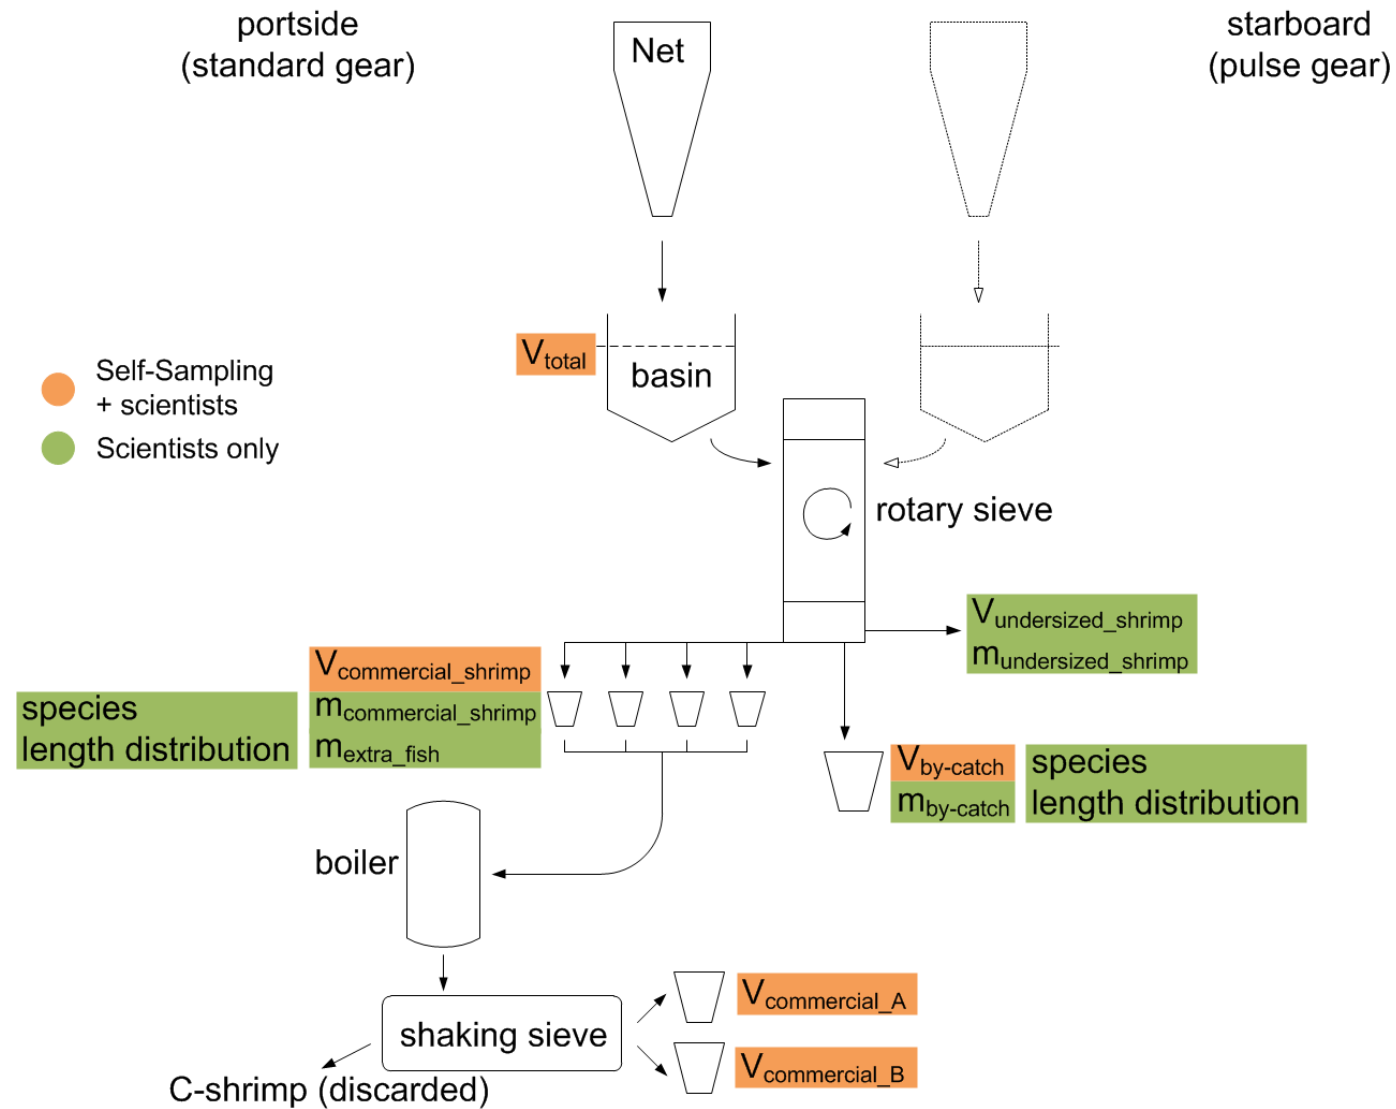 portside
(standard gear)
Net
starboard
(pulse gear)
Vtotal
basin
Self-Sampling
+ scientists
Scientists only
rotary sieve
Vundersized_shrimp
mundersized_shrimp
Vcommercial_shrimp
mcommercial_shrimp
mextra_fish
species
length distribution
Vby-catch
mby-catch
species
length distribution
boiler
shaking sieve
Vcommercial_A
Vcommercial_B
C-shrimp (discarded)